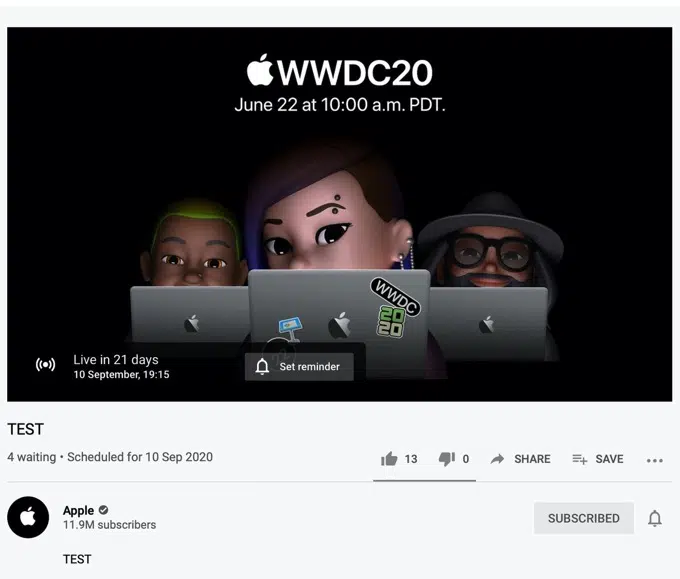 WWDC20
June 22 at 10:00 a.m. PDT.
WWDC
20
20
Live in 21 days
10 September, 19:15
Set reminder
TEST
4 waiting • Scheduled for 10 Sep 2020
13
0
SHARE
SAVE
Apple
11.9M subscribers
SUBSCRIBED
TEST